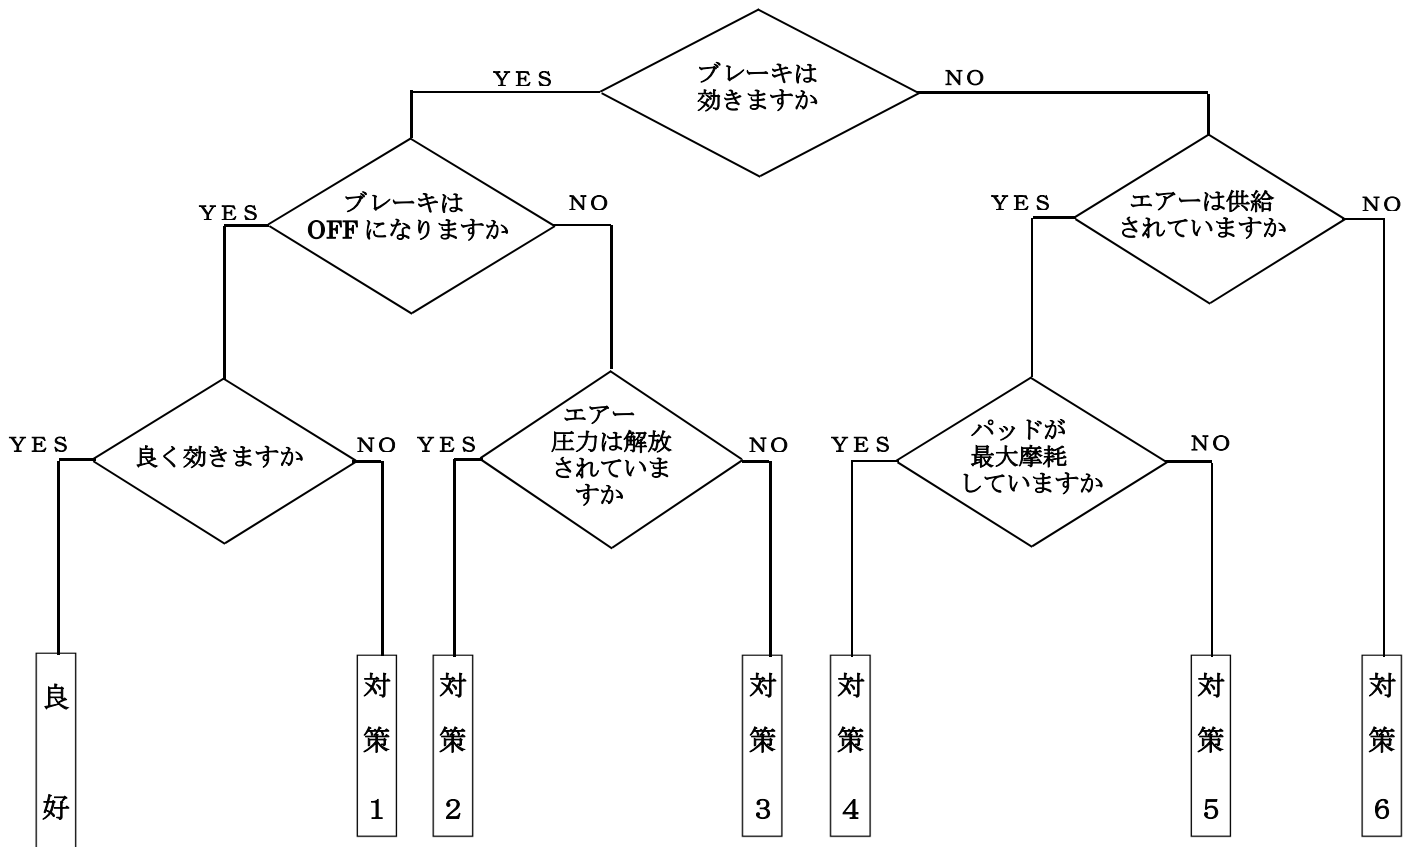 ブレーキは
効きますか
YES
NO
ブレーキは
OFFになりますか
YES
NO
エアーは供給
されていますか
YES
NO
良く効きますか
YES
NO
エアー
圧力は解放
されていま
すか
YES
NO
パッドが
最大摩耗
していますか
YES
NO
良好
対策1
対策2
対策3
対策4
対策5
対策6